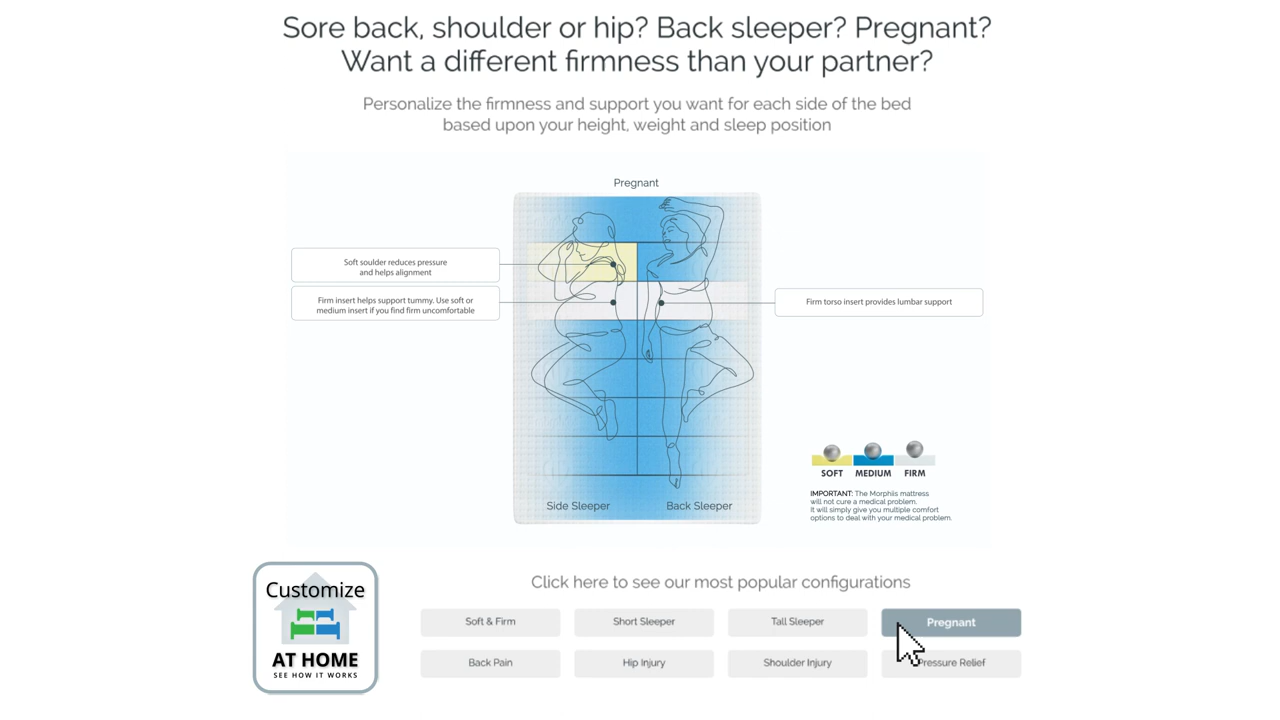 Sore back, shoulder or hip? Back sleeper? Pregnant?
Want a different firmness than your partner?
Personalize the firmness and support you want for each side of the bed
based upon your height, weight and sleep position
Pregnant
Soft soulder reduces pressure
and helps alignment
Firm insert helps support tummy. Use soft or
medium insert if you find firm uncomfortable
Firm torso insert provides lumbar support
SOFT MEDIUM FIRM
IMPORTANT: The Morphiis mattress
will not cure a medical problem.
It will simply give you multiple comfort
options to deal with your medical problem.
Side Sleeper Back Sleeper
Customize
AT HOME
SEE HOW IT WORKS
Click here to see our most popular configurations
Soft & Firm Short Sleeper Tall Sleeper Pregnant
Back Pain Hip Injury Shoulder Injury Pressure Relief